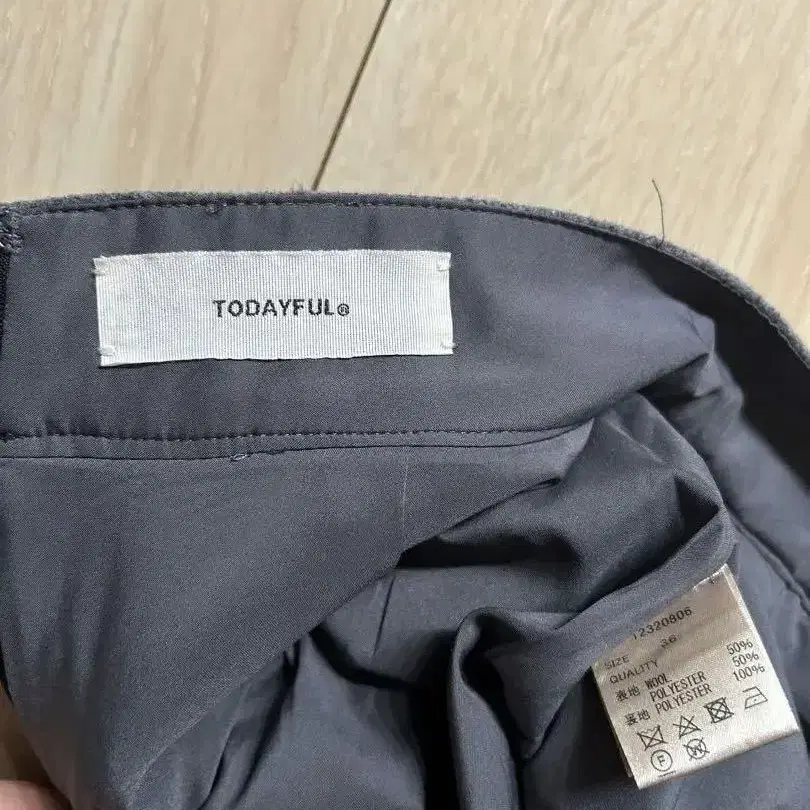 TODAYFUL®
12320806
SIZE 36
QUALITY
表地 WOOL 50%
POLYESTER 50%
裏地 POLYESTER 100%
F
W